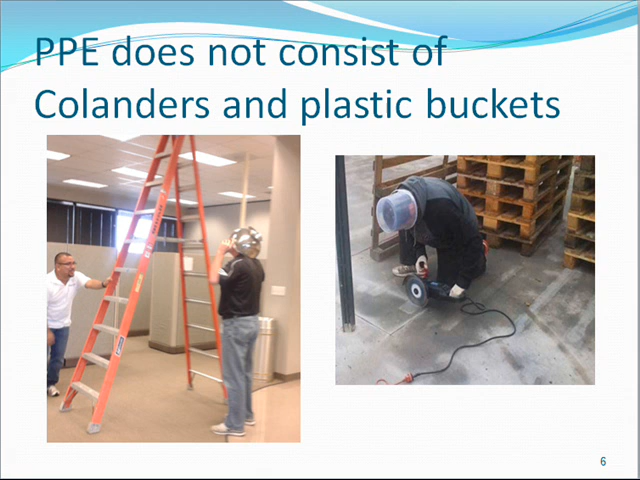 PPE does not consist of
Colanders and plastic buckets
6